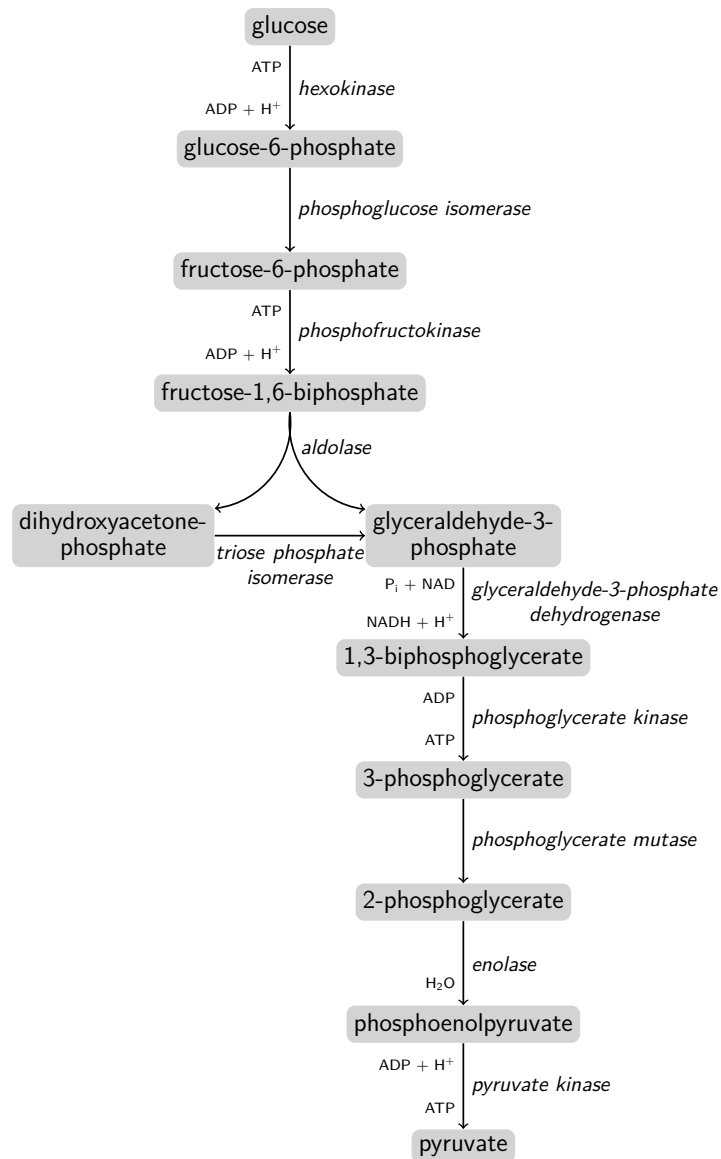 glucose
ATP
hexokinase
ADP + H⁺
glucose-6-phosphate
phosphoglucose isomerase
fructose-6-phosphate
ATP
phosphofructokinase
ADP + H⁺
fructose-1,6-biphosphate
aldolase
dihydroxyacetone-
phosphate
glyceraldehyde-3-
phosphate
triose phosphate
isomerase
Pᵢ + NAD
glyceraldehyde-3-phosphate
dehydrogenase
NADH + H⁺
1,3-biphosphoglycerate
ADP
phosphoglycerate kinase
ATP
3-phosphoglycerate
phosphoglycerate mutase
2-phosphoglycerate
enolase
H₂O
phosphoenolpyruvate
ADP + H⁺
pyruvate kinase
ATP
pyruvate